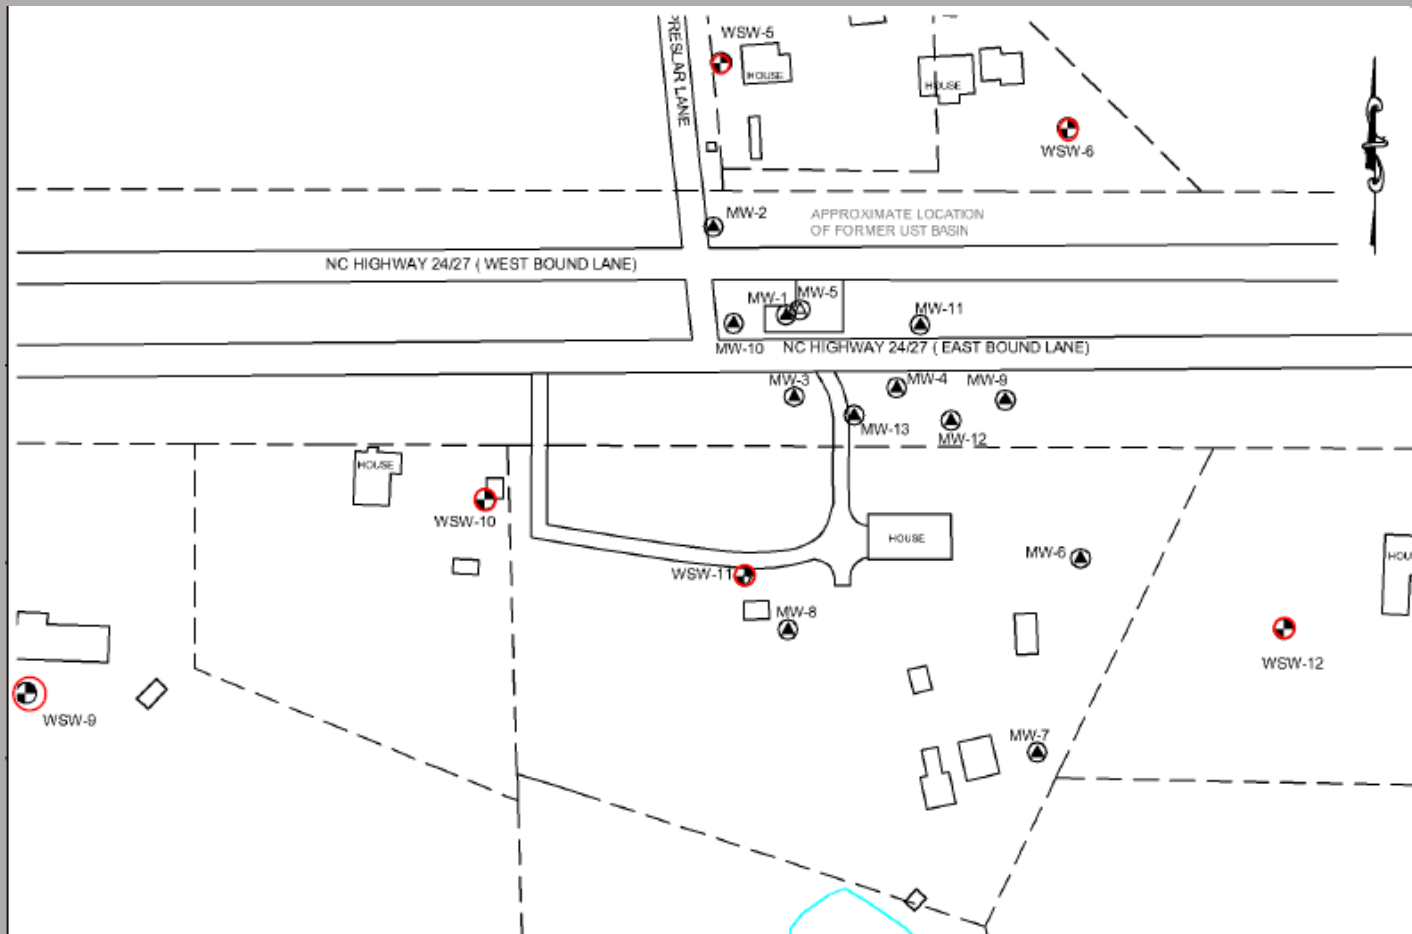 WSW-5
PRESLAR LANE
HOUSE
HOUSE
WSW-6
MW-2
APPROXIMATE LOCATION
OF FORMER UST BASIN
NC HIGHWAY 24/27 ( WEST BOUND LANE)
MW-1
MW-5
MW-11
MW-10
NC HIGHWAY 24/27 ( EAST BOUND LANE)
MW-3
MW-4
MW-9
MW-13
MW-12
HOUSE
WSW-10
HOUSE
MW-6
HOU
WSW-11
MW-8
WSW-12
WSW-9
MW-7